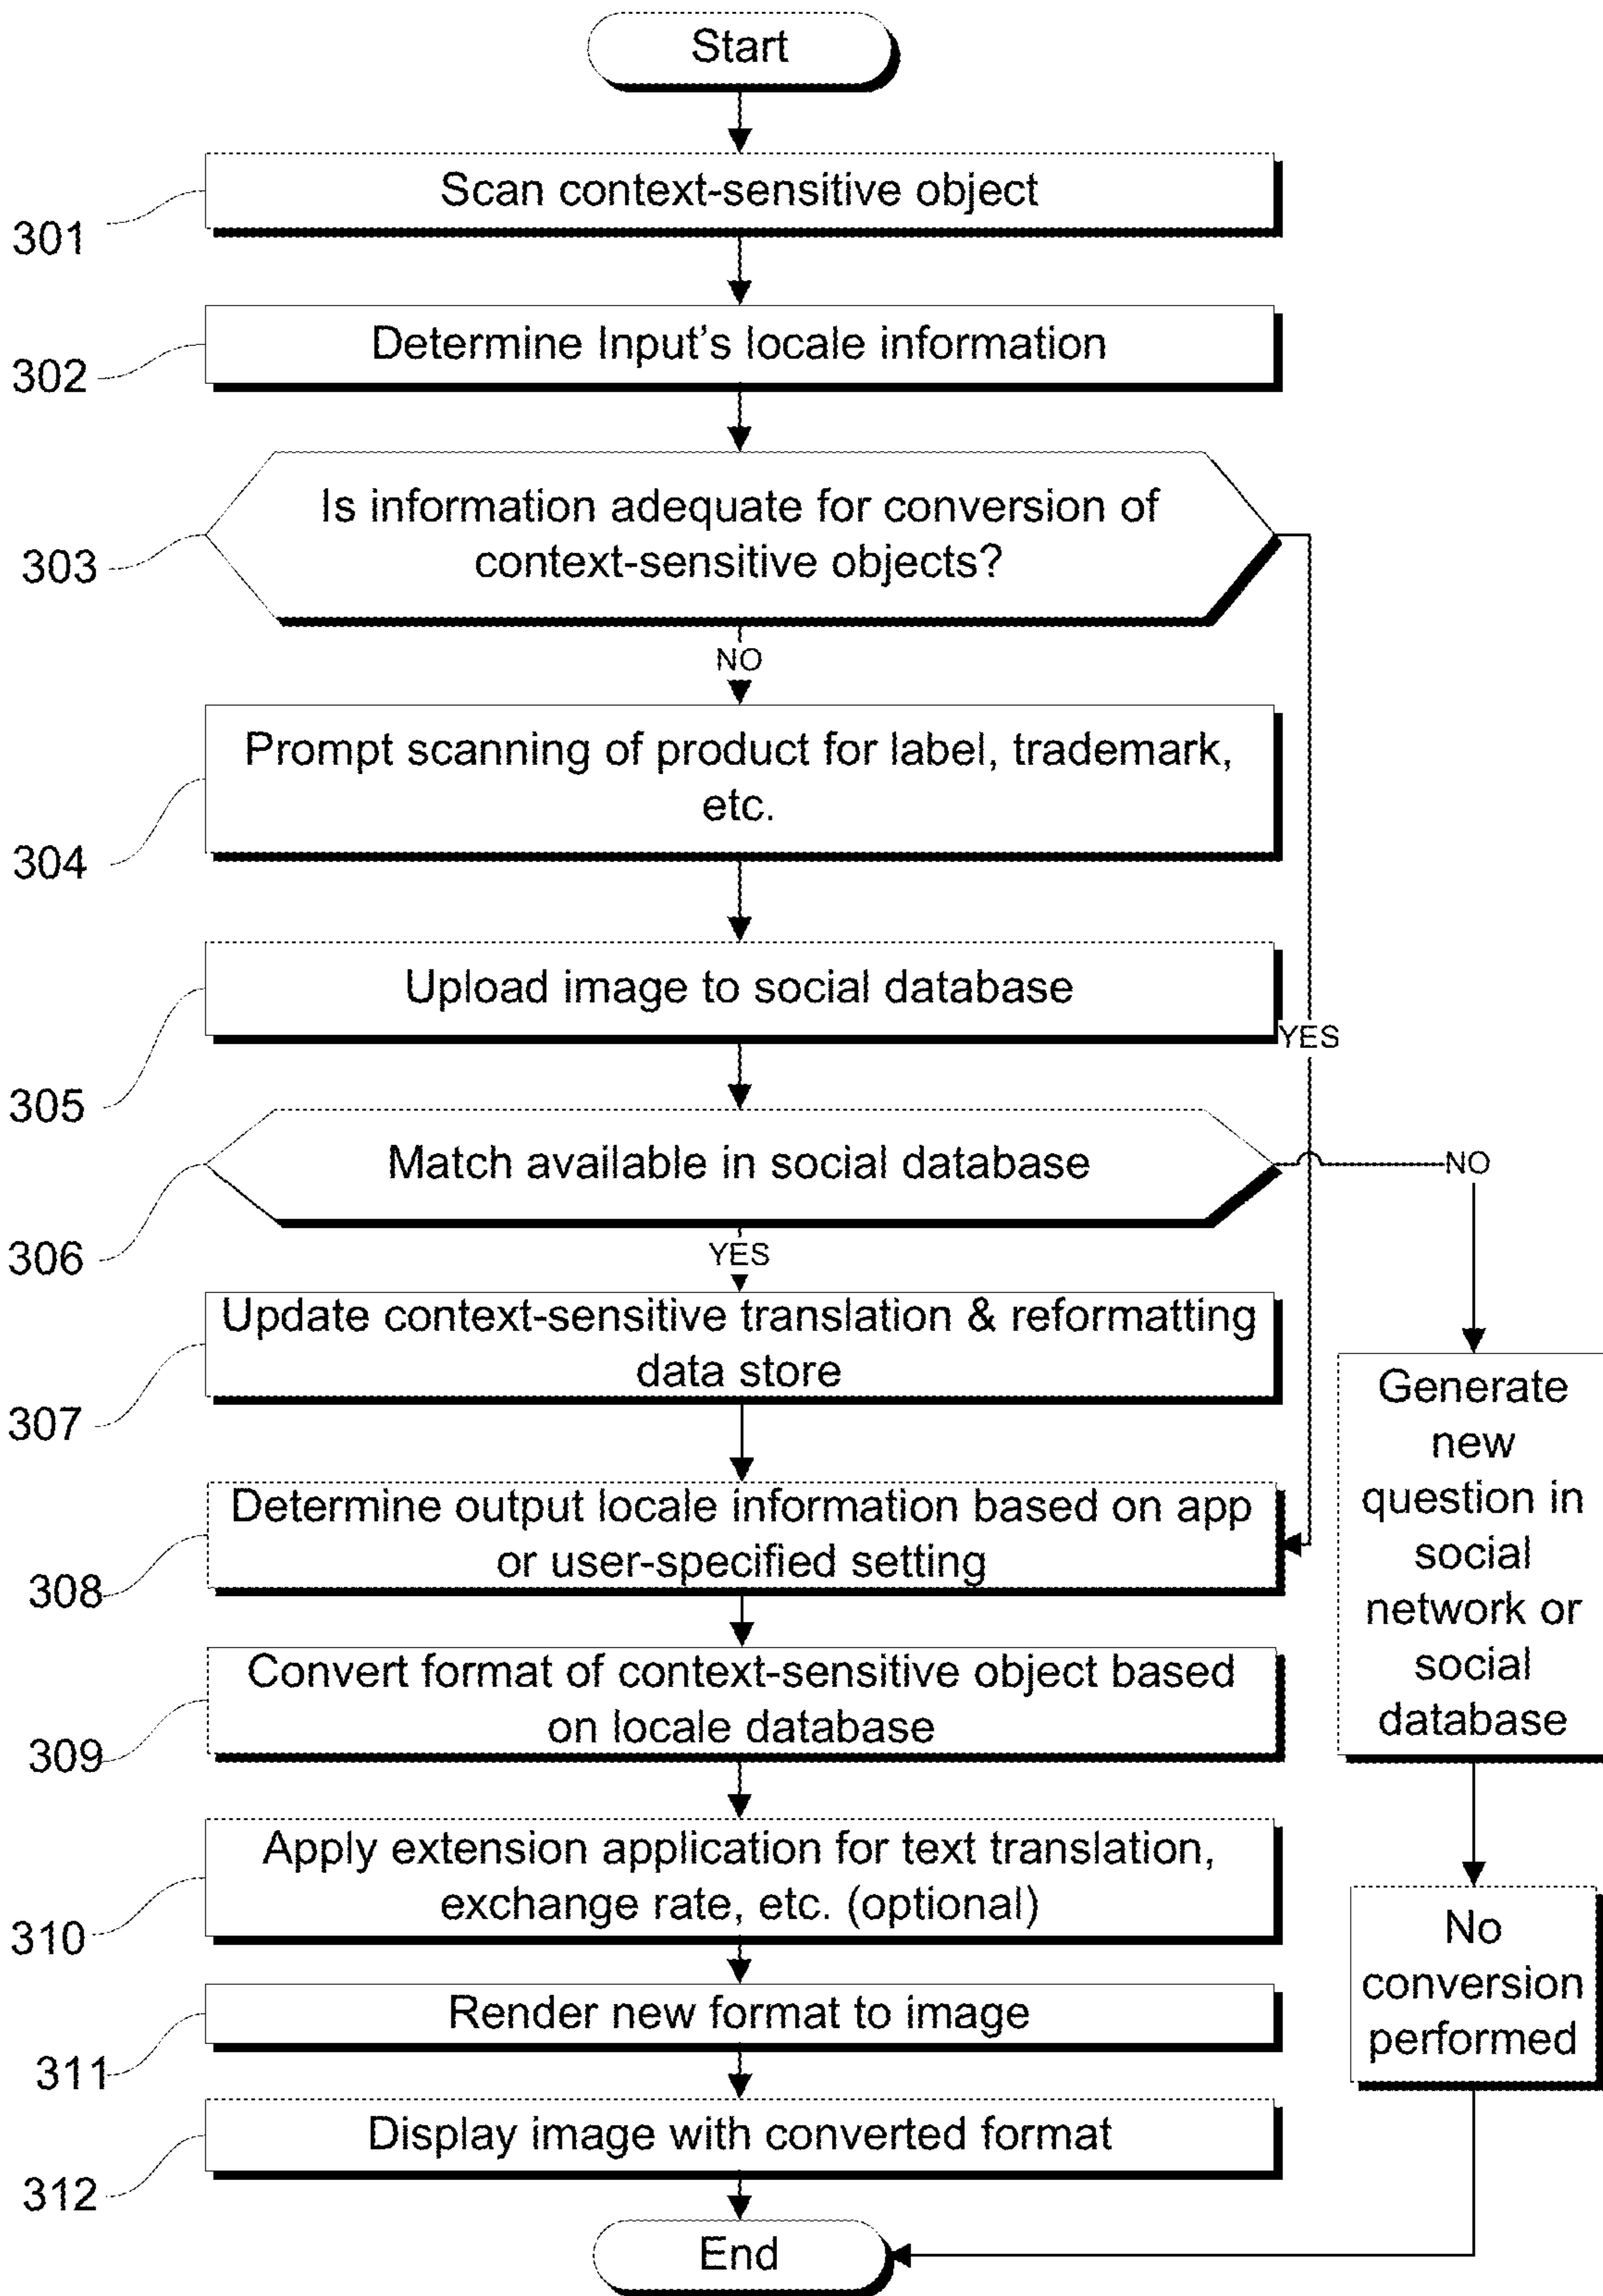 Start
Scan context-sensitive object
301
Determine Input's locale information
302
Is information adequate for conversion of
context-sensitive objects?
303
NO
Prompt scanning of product for label, trademark,
etc.
304
Upload image to social database
YES
305
Match available in social database
NO
306
YES
Update context-sensitive translation & reformatting
data store
307
Generate
new
question in
social
network or
social
database
Determine output locale information based on app
or user-specified setting
308
Convert format of context-sensitive object based
on locale database
309
Apply extension application for text translation,
exchange rate, etc. (optional)
310
No
conversion
performed
Render new format to image
311
Display image with converted format
312
End